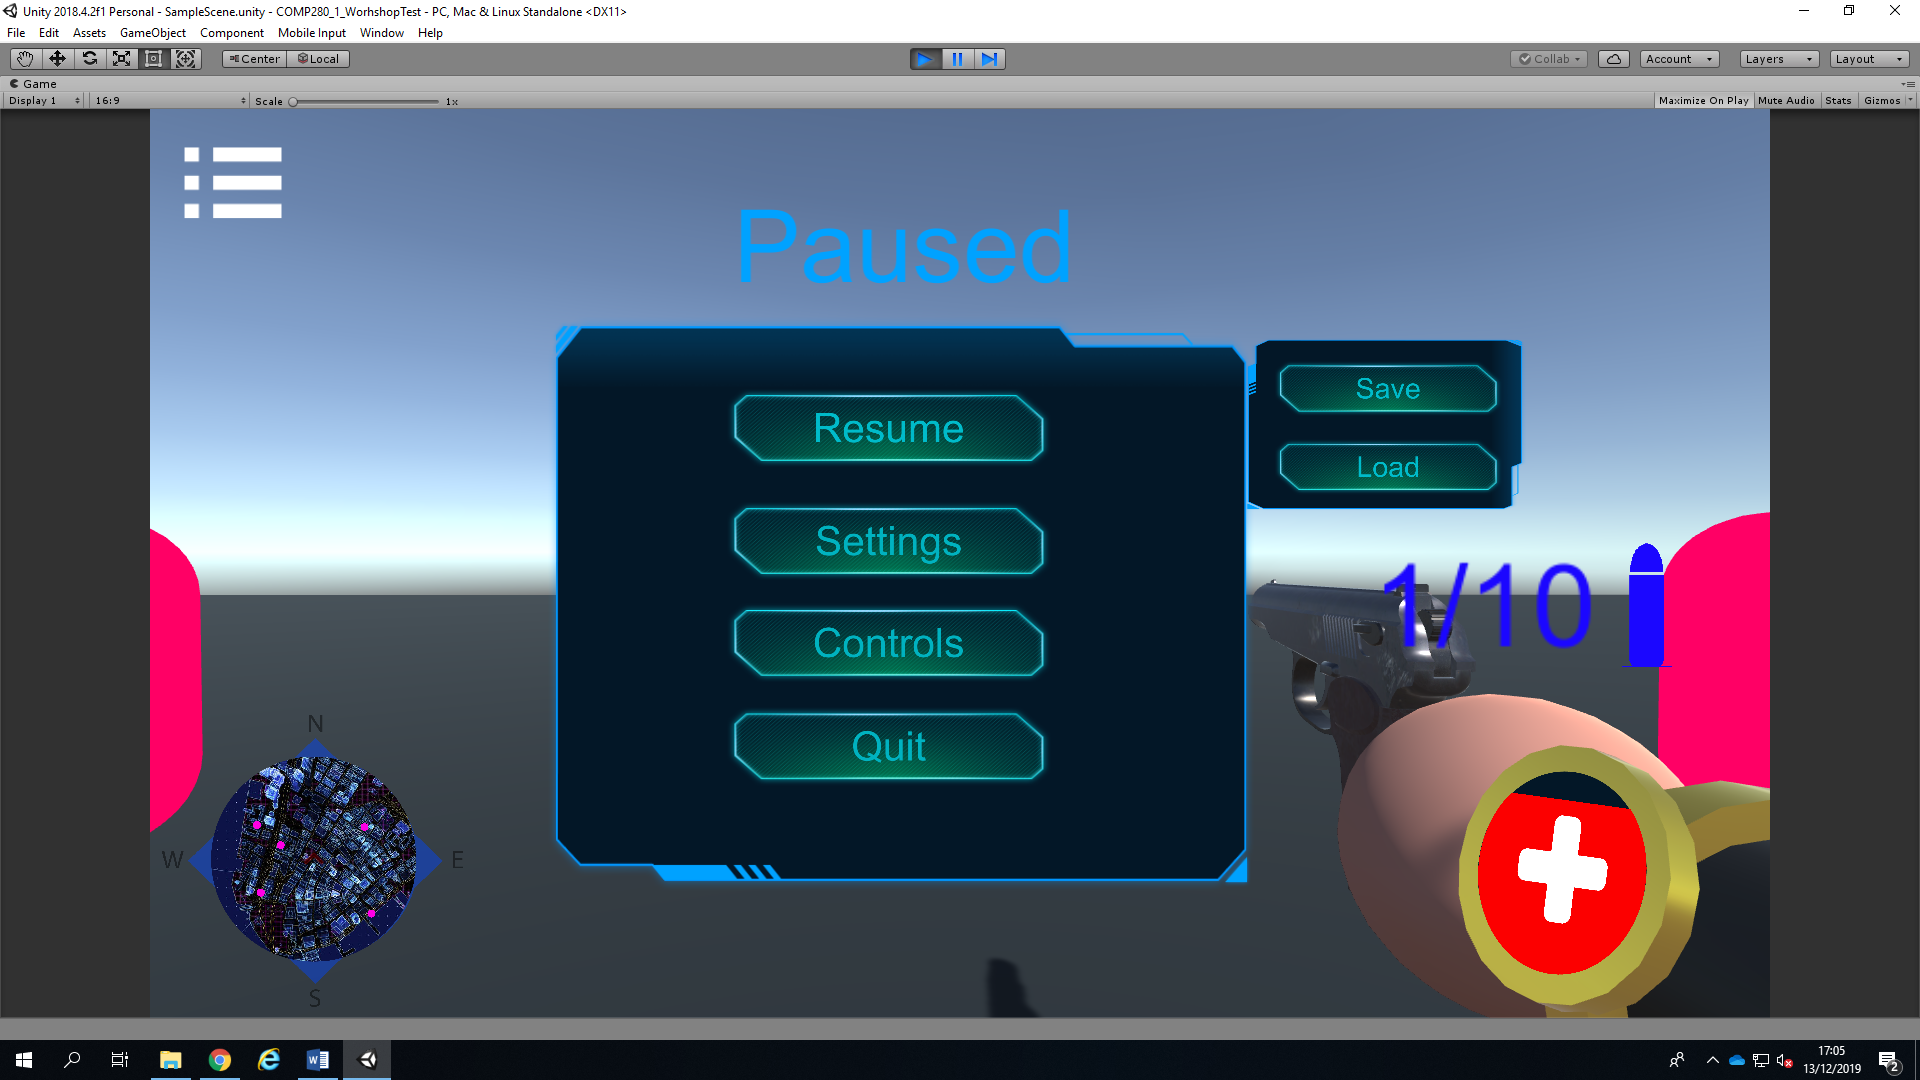 Unity 2018.4.2f1 Personal - SampleScene.unity - COMP280_1_WorhshopTest - PC, Mac & Linux Standalone <DX11>
File Edit Assets GameObject Component Mobile Input Window Help
Center Local Collab Account Layers Layout
Game
Display 1 16:9 Scale 1x Maximize On Play Mute Audio Stats Gizmos
Paused
Resume
Settings
Controls
Quit
Save
Load
1/10
N
W E
S
17:05
13/12/2019
2